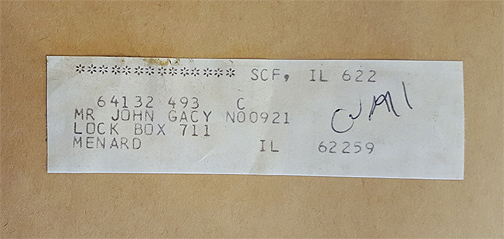 ************** SCF, IL 622
64132 493 C
MR JOHN GACY N00921
LOCK BOX 711
MENARD IL 62259